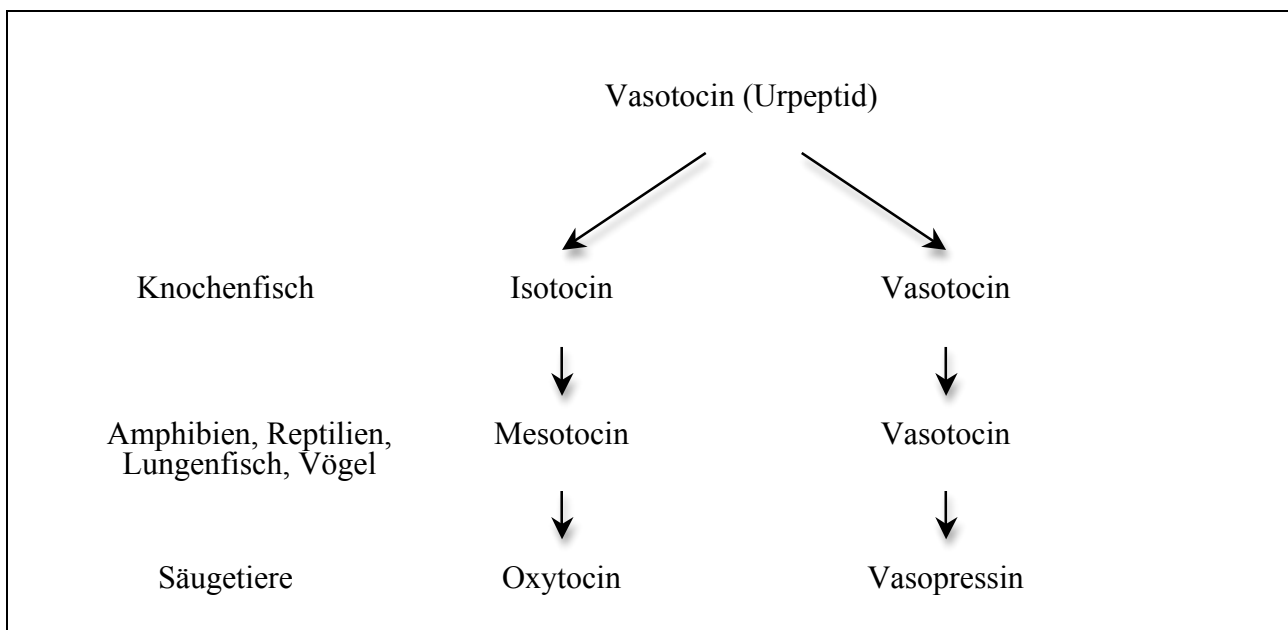 Vasotocin (Urpeptid)
Knochenfisch Isotocin Vasotocin
Amphibien, Reptilien,
Lungenfisch, Vögel Mesotocin Vasotocin
Säugetiere Oxytocin Vasopressin